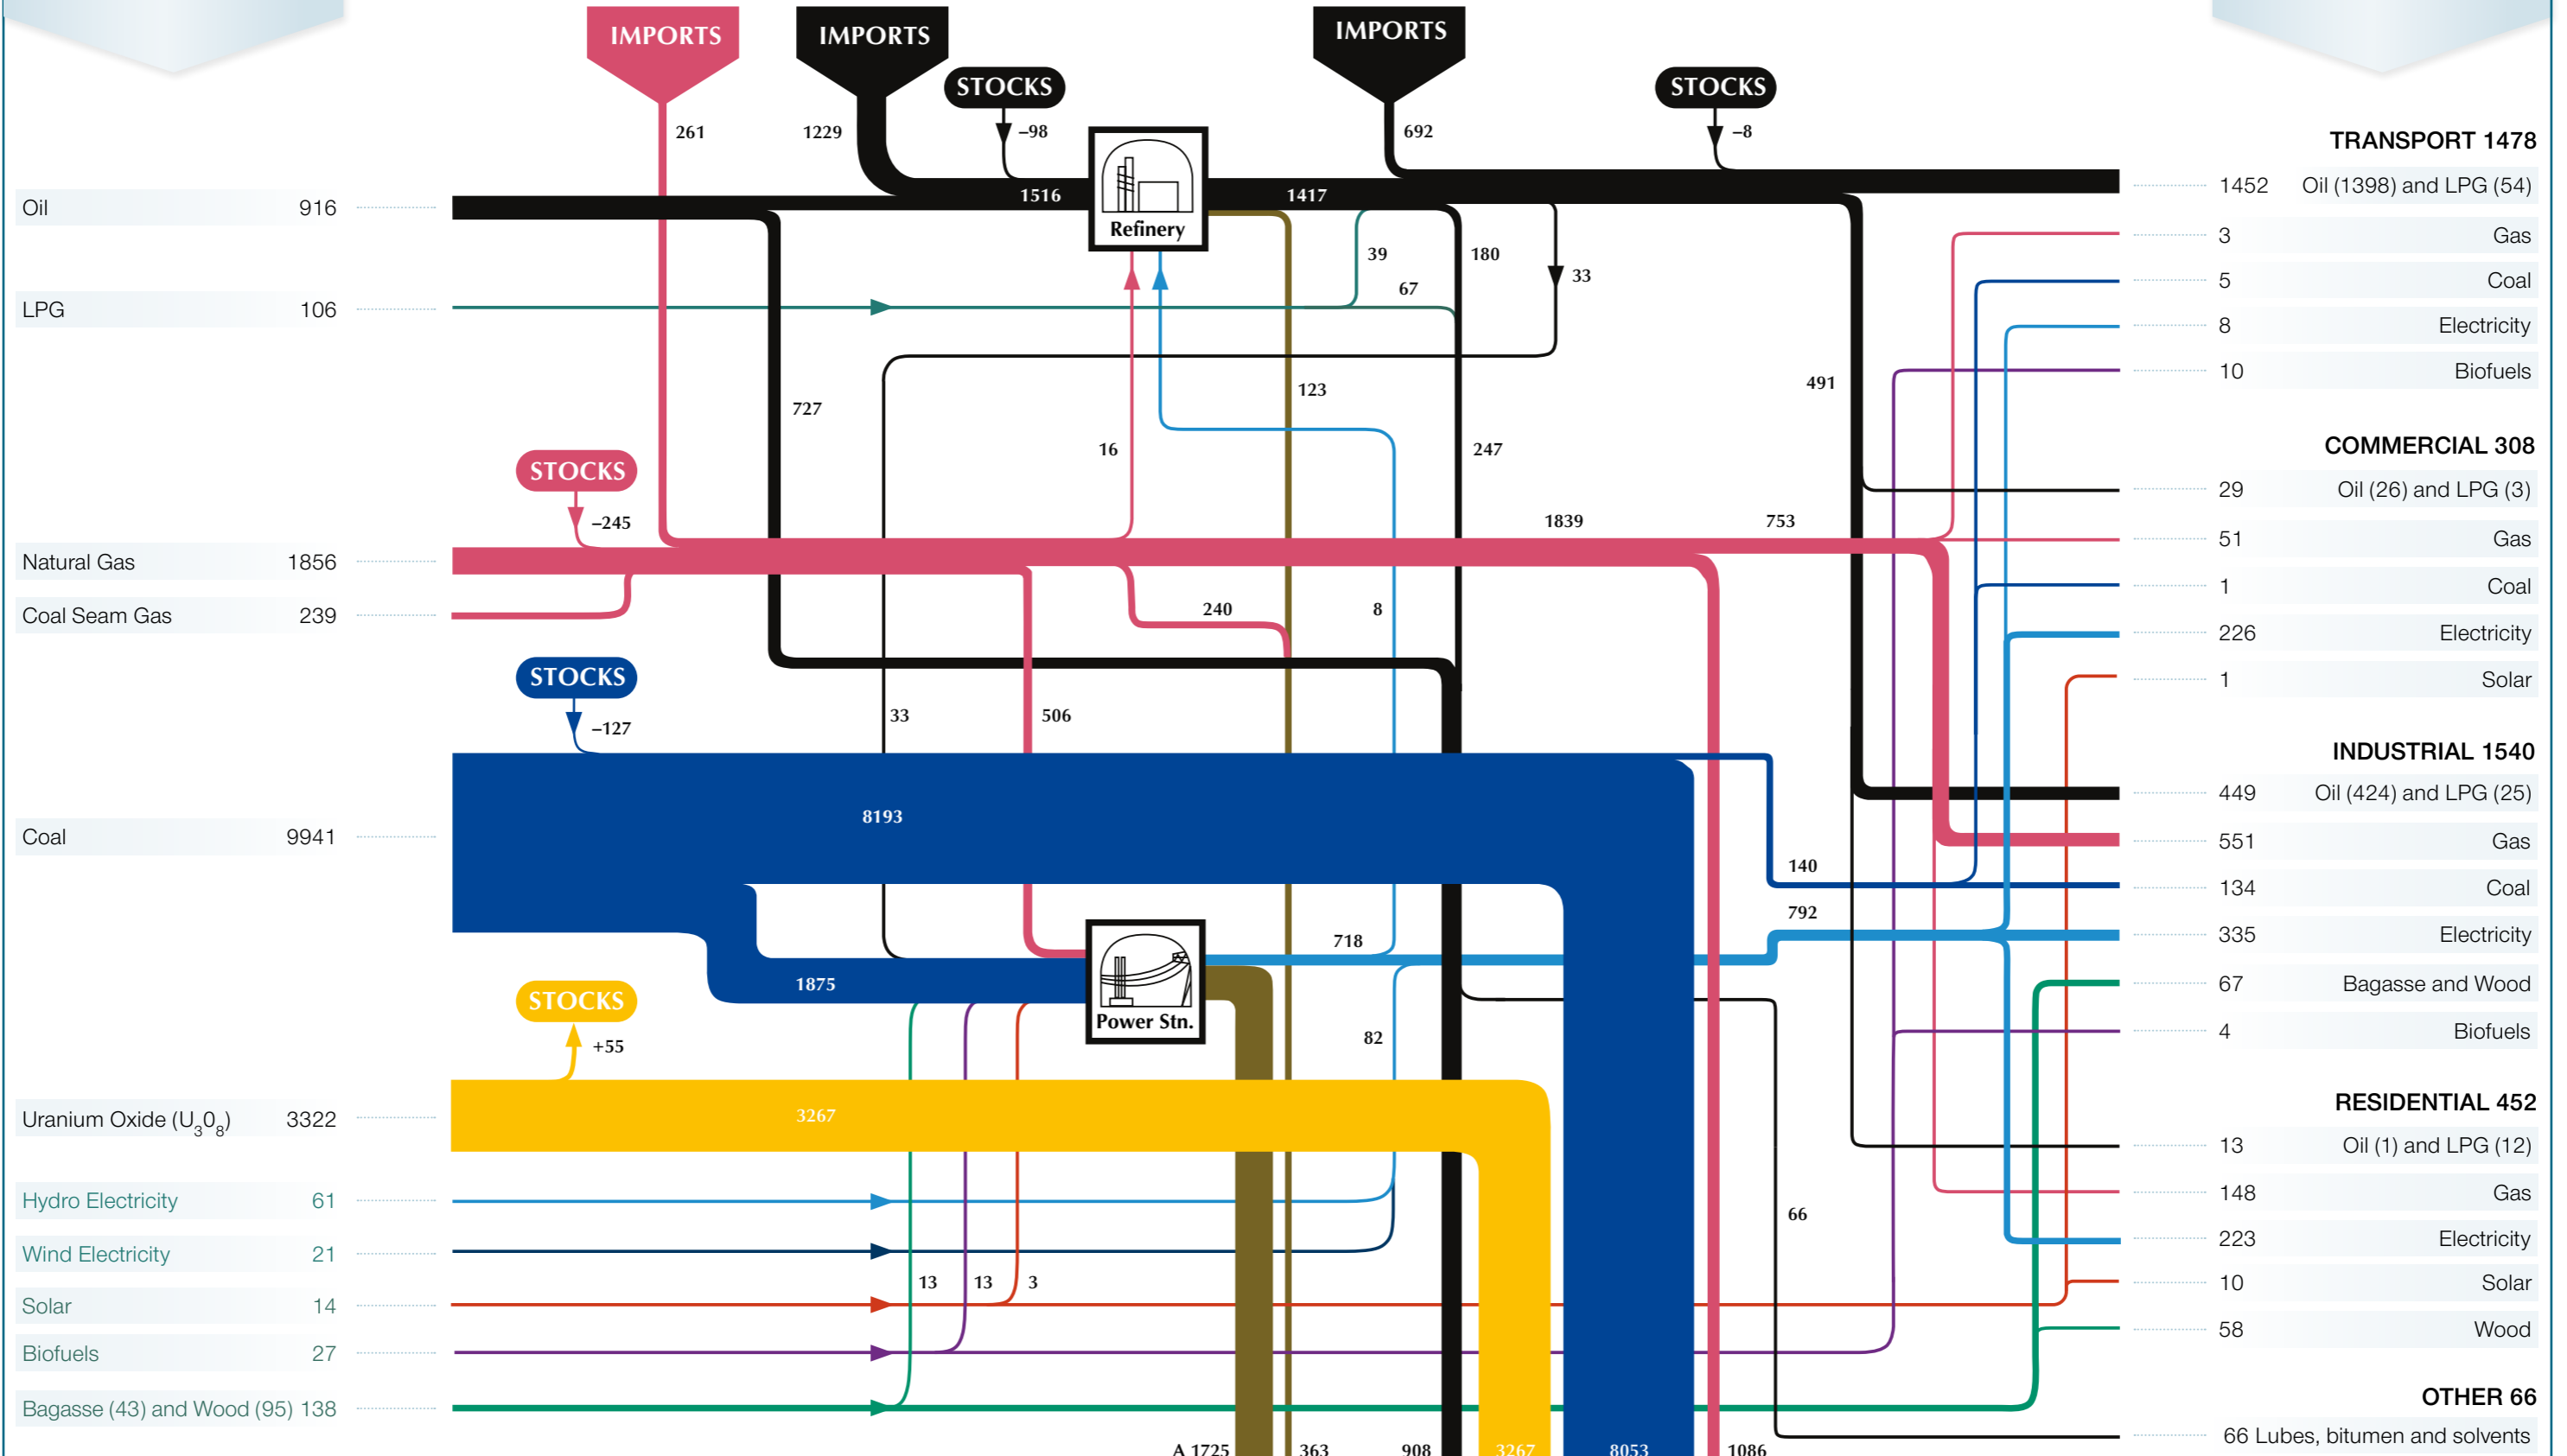 IMPORTS
IMPORTS
IMPORTS
STOCKS
STOCKS
261
1229
–98
692
–8
TRANSPORT 1478
Oil 916
1516
Refinery
1417
1452 Oil (1398) and LPG (54)
3 Gas
39
180
33
5 Coal
LPG 106
67
8 Electricity
10 Biofuels
727
123
491
16
247
COMMERCIAL 308
STOCKS
–245
29 Oil (26) and LPG (3)
1839
753
51 Gas
Natural Gas 1856
1 Coal
Coal Seam Gas 239
240
8
226 Electricity
STOCKS
–127
1 Solar
33
506
INDUSTRIAL 1540
449 Oil (424) and LPG (25)
Coal 9941
8193
551 Gas
140
134 Coal
792
335 Electricity
718
1875
Power Stn.
67 Bagasse and Wood
STOCKS
+55
82
4 Biofuels
Uranium Oxide (U308) 3322
3267
RESIDENTIAL 452
13 Oil (1) and LPG (12)
Hydro Electricity 61
148 Gas
66
Wind Electricity 21
223 Electricity
13
13
3
10 Solar
Solar 14
58 Wood
Biofuels 27
Bagasse (43) and Wood (95) 138
OTHER 66
66 Lubes, bitumen and solvents
A 1725
363
908
3267
8053
1086